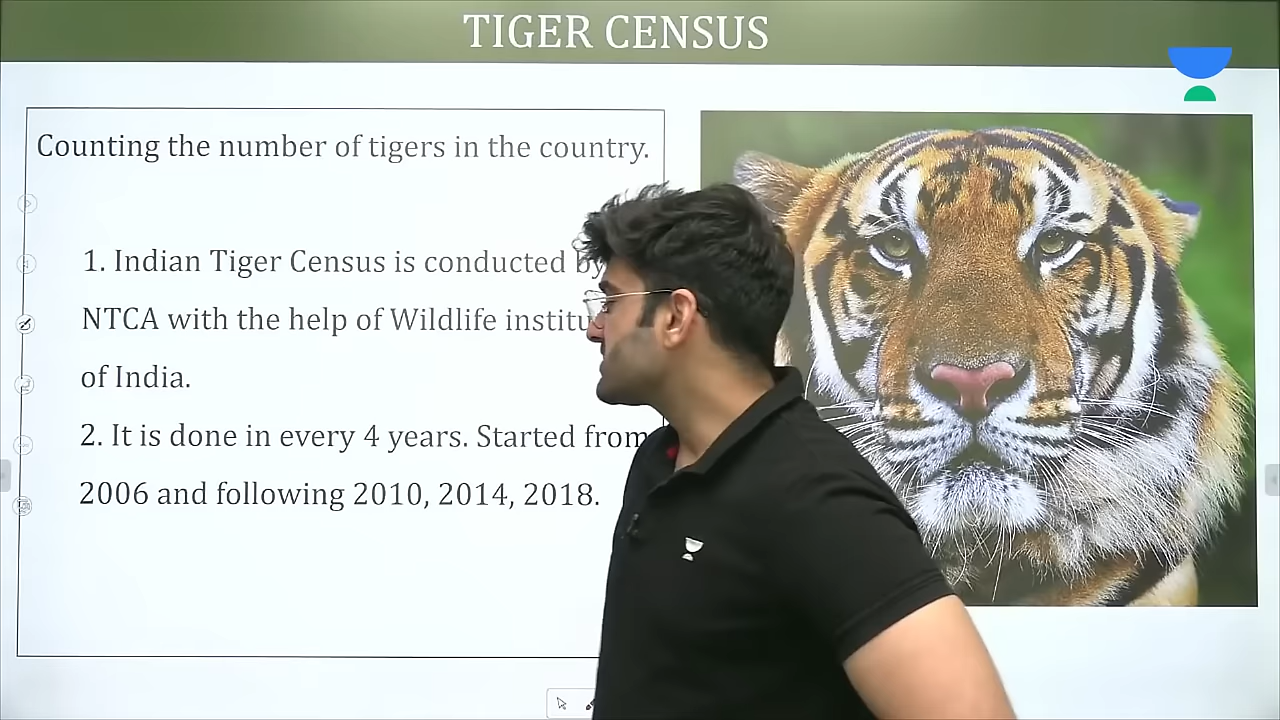 TIGER CENSUS
Counting the number of tigers in the country.
1. Indian Tiger Census is conducted by
NTCA with the help of Wildlife
of India.
2. It is done in every 4 years. Started from
2006 and following 2010, 2014, 2018.